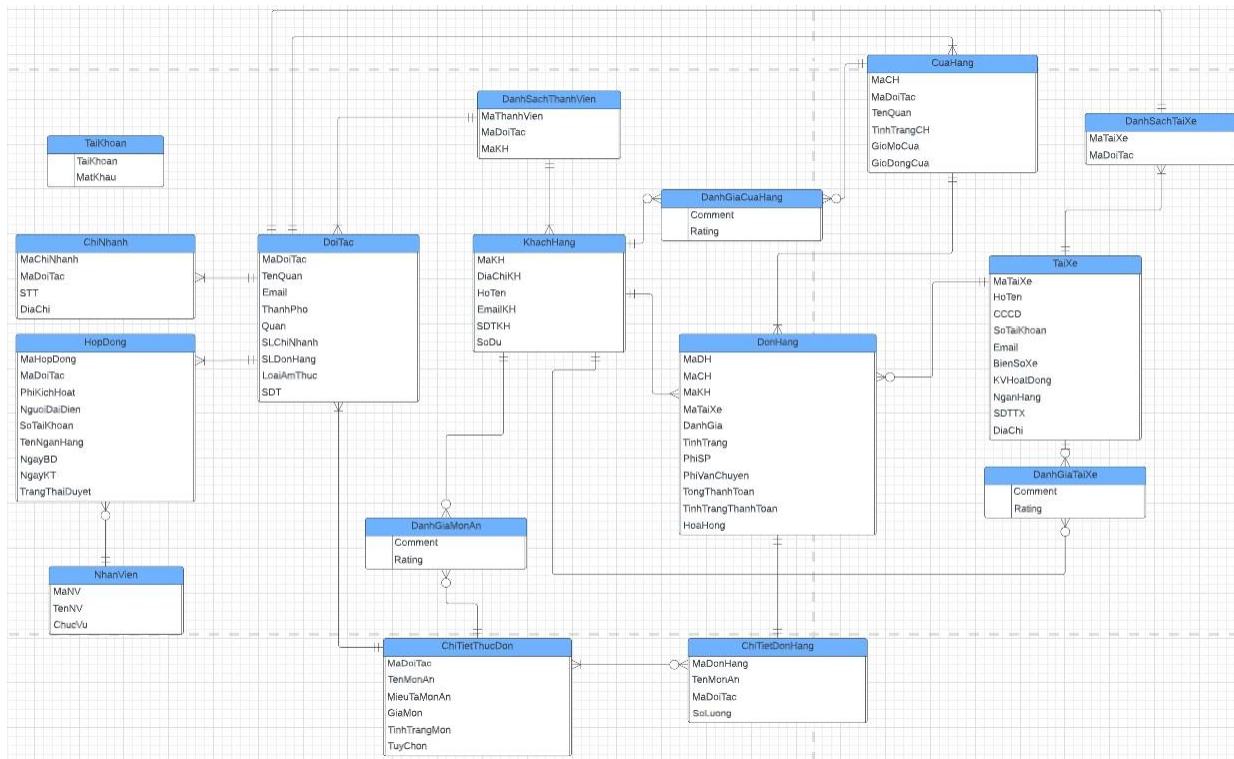 CuaHang
MaCH
MaDoiTac
TenQuan
TinhTrangCH
GioMoCua
GioDongCua
DanhSachThanhVien
MaThanhVien
MaDoiTac
MaKH
DanhSachTaiXe
MaTaiXe
MaDoiTac
TaiKhoan
TaiKhoan
MatKhau
DanhGiaCuaHang
Comment
Rating
ChiNhanh
MaChiNhanh
MaDoiTac
STT
DiaChi
DoiTac
MaDoiTac
TenQuan
Email
ThanhPho
Quan
SLChiNhanh
SLDonHang
LoaiAmThuc
SDT
KhachHang
MaKH
DiaChiKH
HoTen
EmailKH
SDTKH
SoDu
TaiXe
MaTaiXe
HoTen
CCCD
SoTaiKhoan
Email
BienSoXe
KVHoatDong
NganHang
SDTTX
DiaChi
HopDong
MaHopDong
MaDoiTac
PhiKichHoat
NguoiDaiDien
SoTaiKhoan
TenNganHang
NgayBD
NgayKT
TrangThaiDuyet
DonHang
MaDH
MaCH
MaKH
MaTaiXe
DanhGia
TinhTrang
PhiSP
PhiVanChuyen
TongThanhToan
TinhTrangThanhToan
HoaHong
DanhGiaTaiXe
Comment
Rating
DanhGiaMonAn
Comment
Rating
NhanVien
MaNV
TenNV
ChucVu
ChiTietThucDon
MaDoiTac
TenMonAn
MieuTaMonAn
GiaMon
TinhTrangMon
TuyChon
ChiTietDonHang
MaDonHang
TenMonAn
MaDoiTac
SoLuong